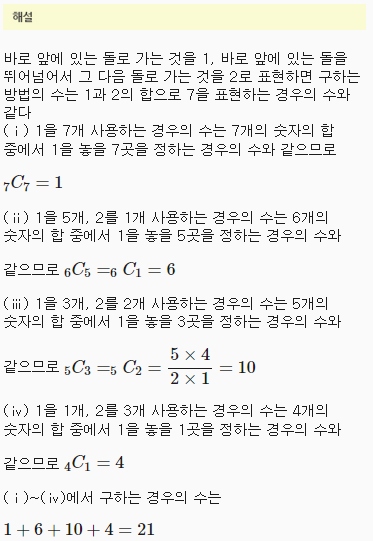 해설
바로 앞에 있는 돌로 가는 것을 1, 바로 앞에 있는 돌을
뛰어넘어서 그 다음 돌로 가는 것을 2로 표현하면 구하는
방법의 수는 1과 2의 합으로 7을 표현하는 경우의 수와
같다
(ⅰ) 1을 7개 사용하는 경우의 수는 7개의 숫자의 합
중에서 1을 놓을 7곳을 정하는 경우의 수와 같으므로
₇C₇ = 1
(ⅱ) 1을 5개, 2를 1개 사용하는 경우의 수는 6개의
숫자의 합 중에서 1을 놓을 5곳을 정하는 경우의 수와
같으므로 ₆C₅ =₆ C₁ = 6
(ⅲ) 1을 3개, 2를 2개 사용하는 경우의 수는 5개의
숫자의 합 중에서 1을 놓을 3곳을 정하는 경우의 수와
같으므로 ₅C₃ =₅ C₂ = (5 × 4)/(2 × 1) = 10
(ⅳ) 1을 1개, 2를 3개 사용하는 경우의 수는 4개의
숫자의 합 중에서 1을 놓을 1곳을 정하는 경우의 수와
같으므로 ₄C₁ = 4
(ⅰ)~(ⅳ)에서 구하는 경우의 수는
1 + 6 + 10 + 4 = 21